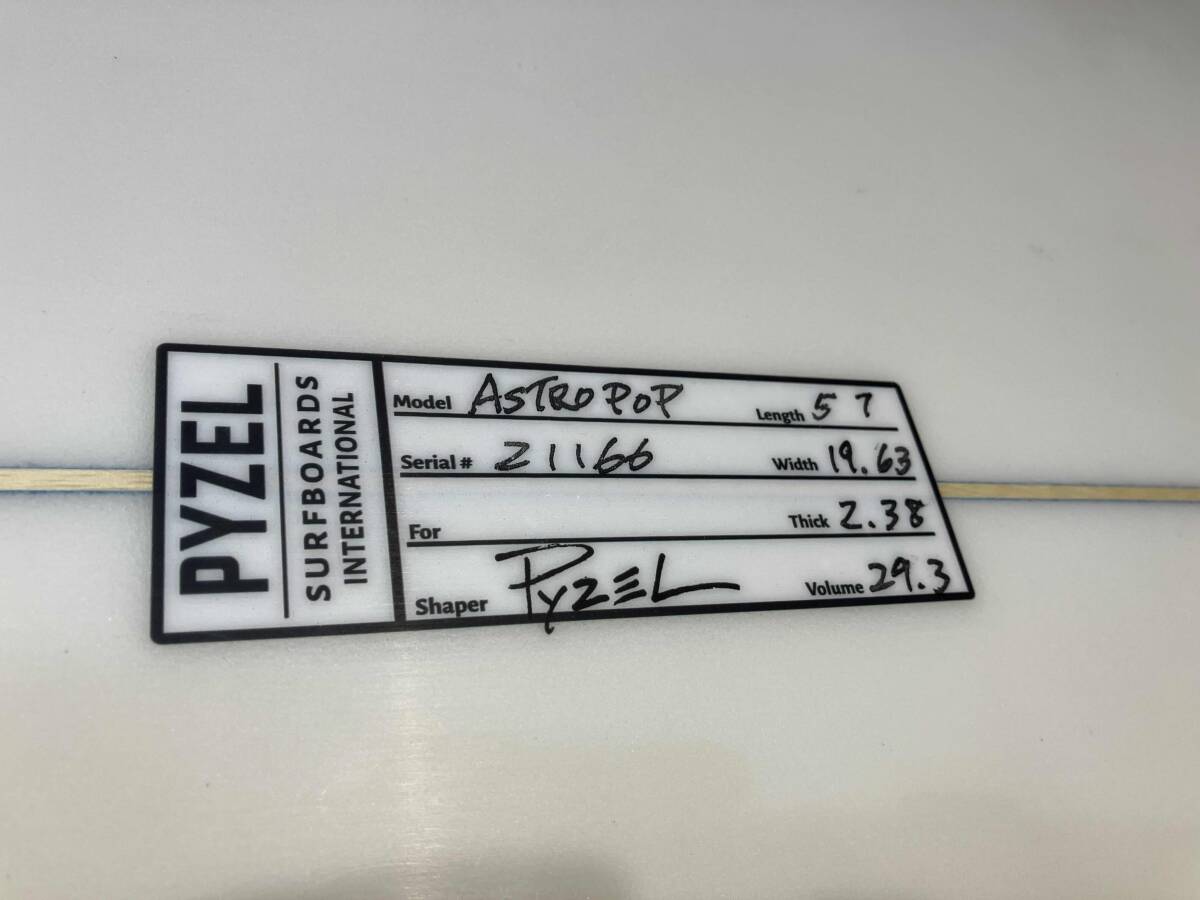 PYZEL
SURFBOARDS
INTERNATIONAL
Model ASTRO POP Length 5 7
Serial # 21166 Width 19.63
For Thick 2.38
Shaper PYZEL Volume 29.3